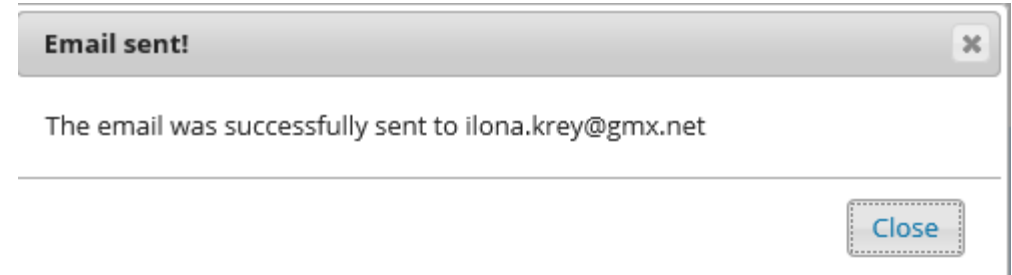 Email sent!
The email was successfully sent to ilona.krey@gmx.net
Close